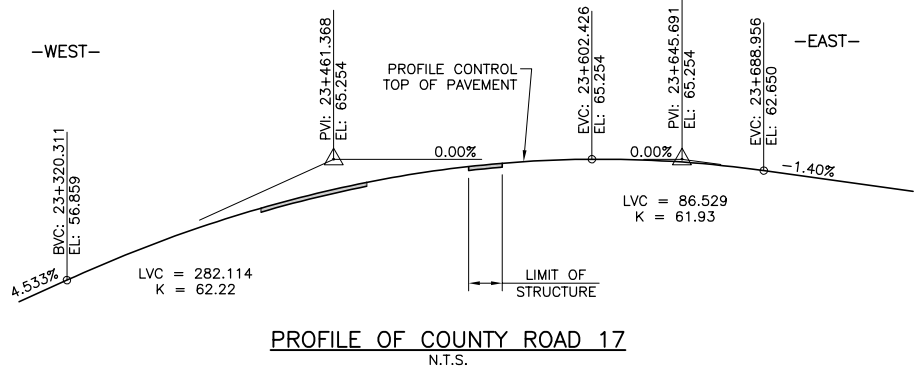 -WEST-
BVC: 23+320.311
EL: 56.859
PVI: 23+461.368
EL: 65.254
PROFILE CONTROL
TOP OF PAVEMENT
EVC: 23+602.426
EL: 65.254
PVI: 23+645.691
EL: 65.254
EVC: 23+688.956
EL: 62.650
-EAST-
0.00%
0.00%
-1.40%
4.533%
LVC = 282.114
K = 62.22
LVC = 86.529
K = 61.93
LIMIT OF
STRUCTURE
PROFILE OF COUNTY ROAD 17
N.T.S.